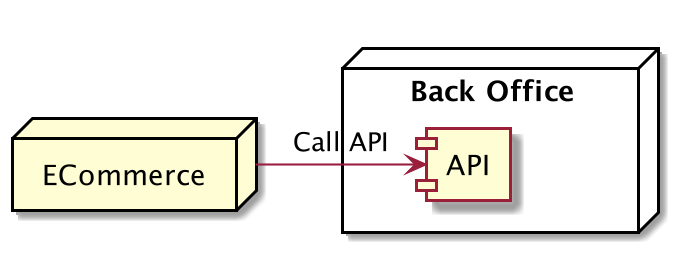 Back Office
Call API
API
ECommerce